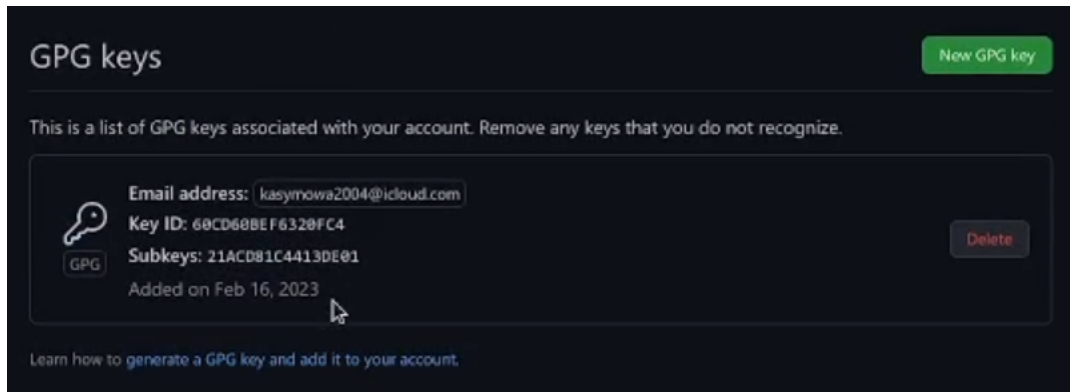 GPG keys
New GPG key
This is a list of GPG keys associated with your account. Remove any keys that you do not recognize.
Email address: kasymowa2004@icloud.com
Key ID: 60CD60BEF6320FC4
Subkeys: 21ACD81C4413DE01
GPG
Added on Feb 16, 2023
Delete
Learn how to generate a GPG key and add it to your account.